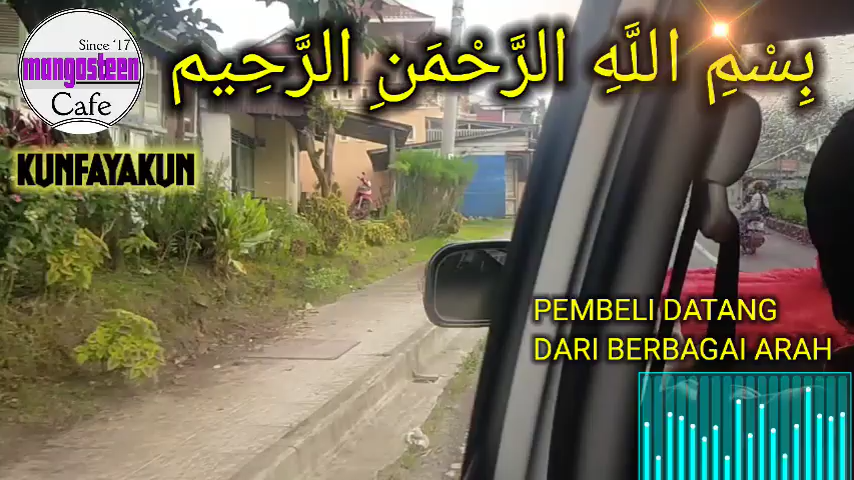 Since '17
mangosteen
Cafe
بِسْمِ اللَّهِ الرَّحْمَنِ الرَّحِيم
KUNFAYAKUN
PEMBELI DATANG
DARI BERBAGAI ARAH